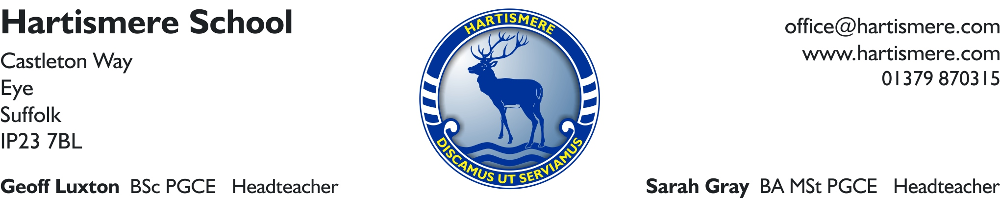 Hartismere School
Castleton Way
Eye
Suffolk
IP23 7BL
Geoff Luxton BSc PGCE Headteacher
HARTISMERE
DISCAMUS UT SERVIAMUS
office@hartismere.com
www.hartismere.com
01379 870315
Sarah Gray BA MSt PGCE Headteacher